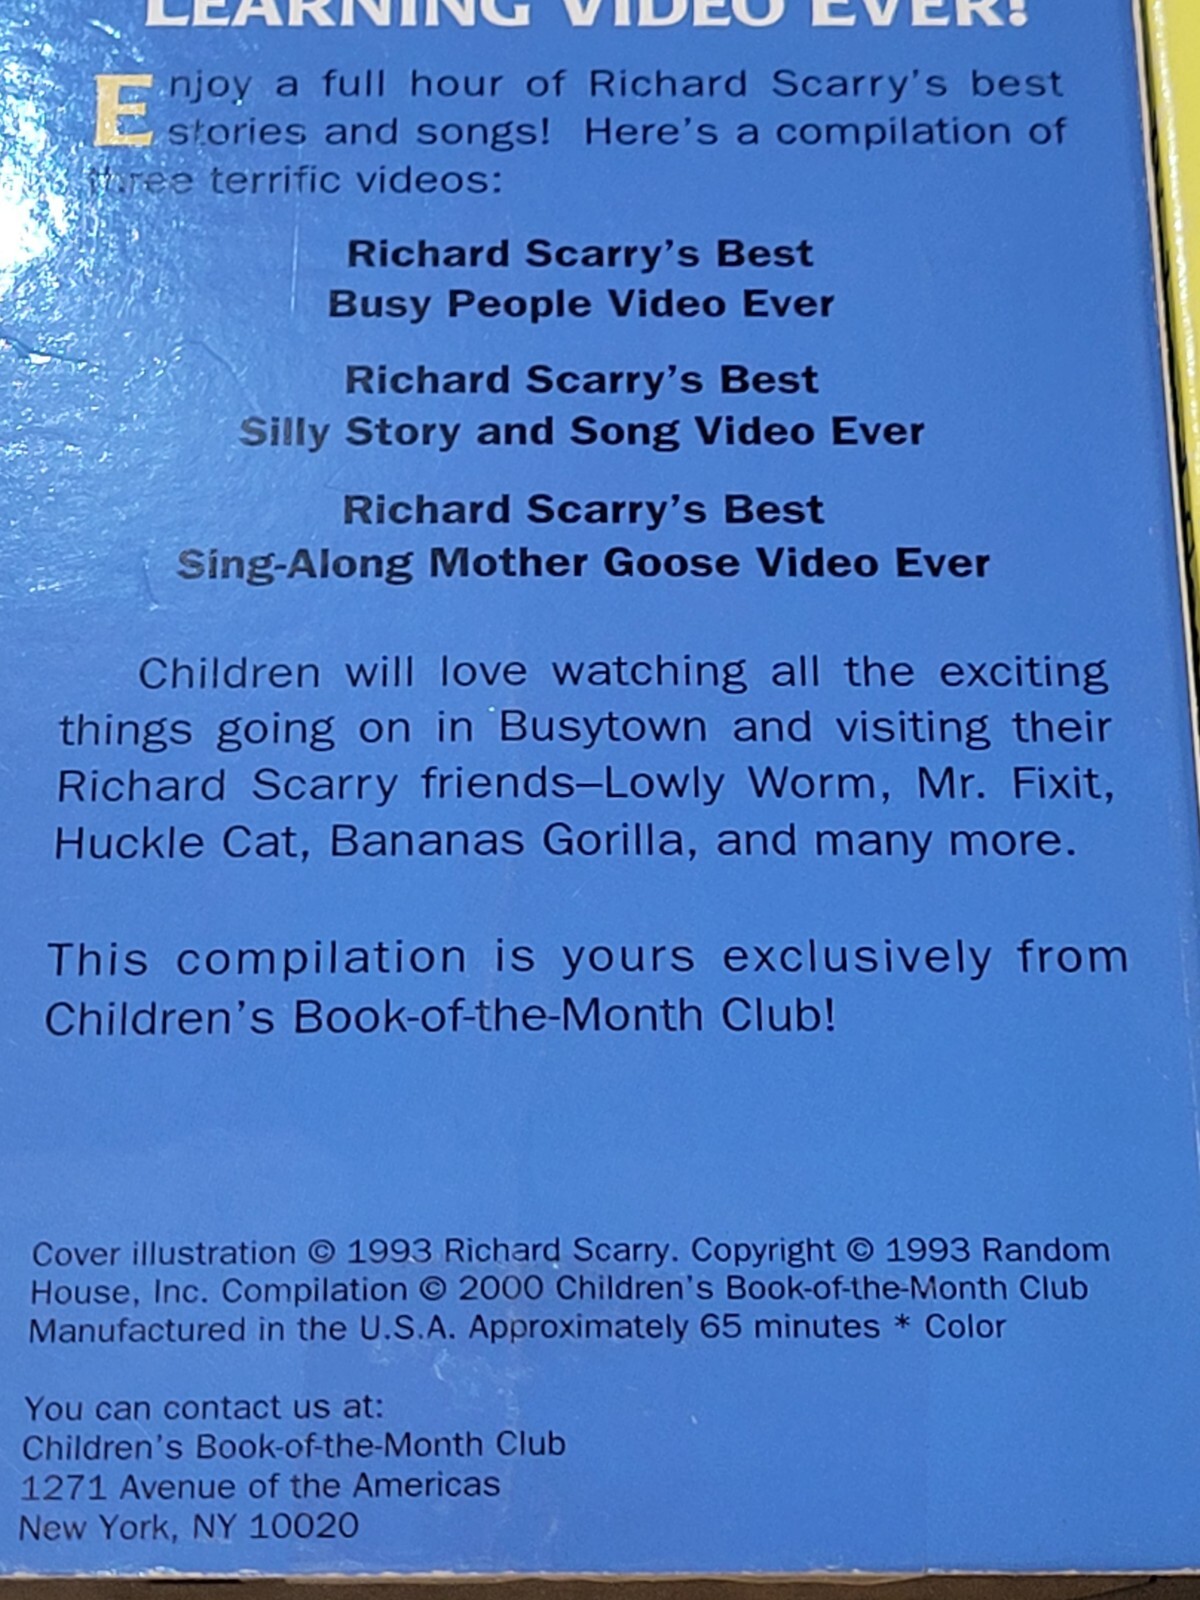 LEARNING VIDEO EVER!
Enjoy a full hour of Richard Scarry's best
stories and songs! Here's a compilation of
three terrific videos:
Richard Scarry's Best
Busy People Video Ever
Richard Scarry's Best
Silly Story and Song Video Ever
Richard Scarry's Best
Sing-Along Mother Goose Video Ever
Children will love watching all the exciting
things going on in Busytown and visiting their
Richard Scarry friends—Lowly Worm, Mr. Fixit,
Huckle Cat, Bananas Gorilla, and many more.
This compilation is yours exclusively from
Children's Book-of-the-Month Club!
Cover illustration © 1993 Richard Scarry. Copyright © 1993 Random
House, Inc. Compilation © 2000 Children's Book-of-the-Month Club
Manufactured in the U.S.A. Approximately 65 minutes * Color
You can contact us at:
Children's Book-of-the-Month Club
1271 Avenue of the Americas
New York, NY 10020